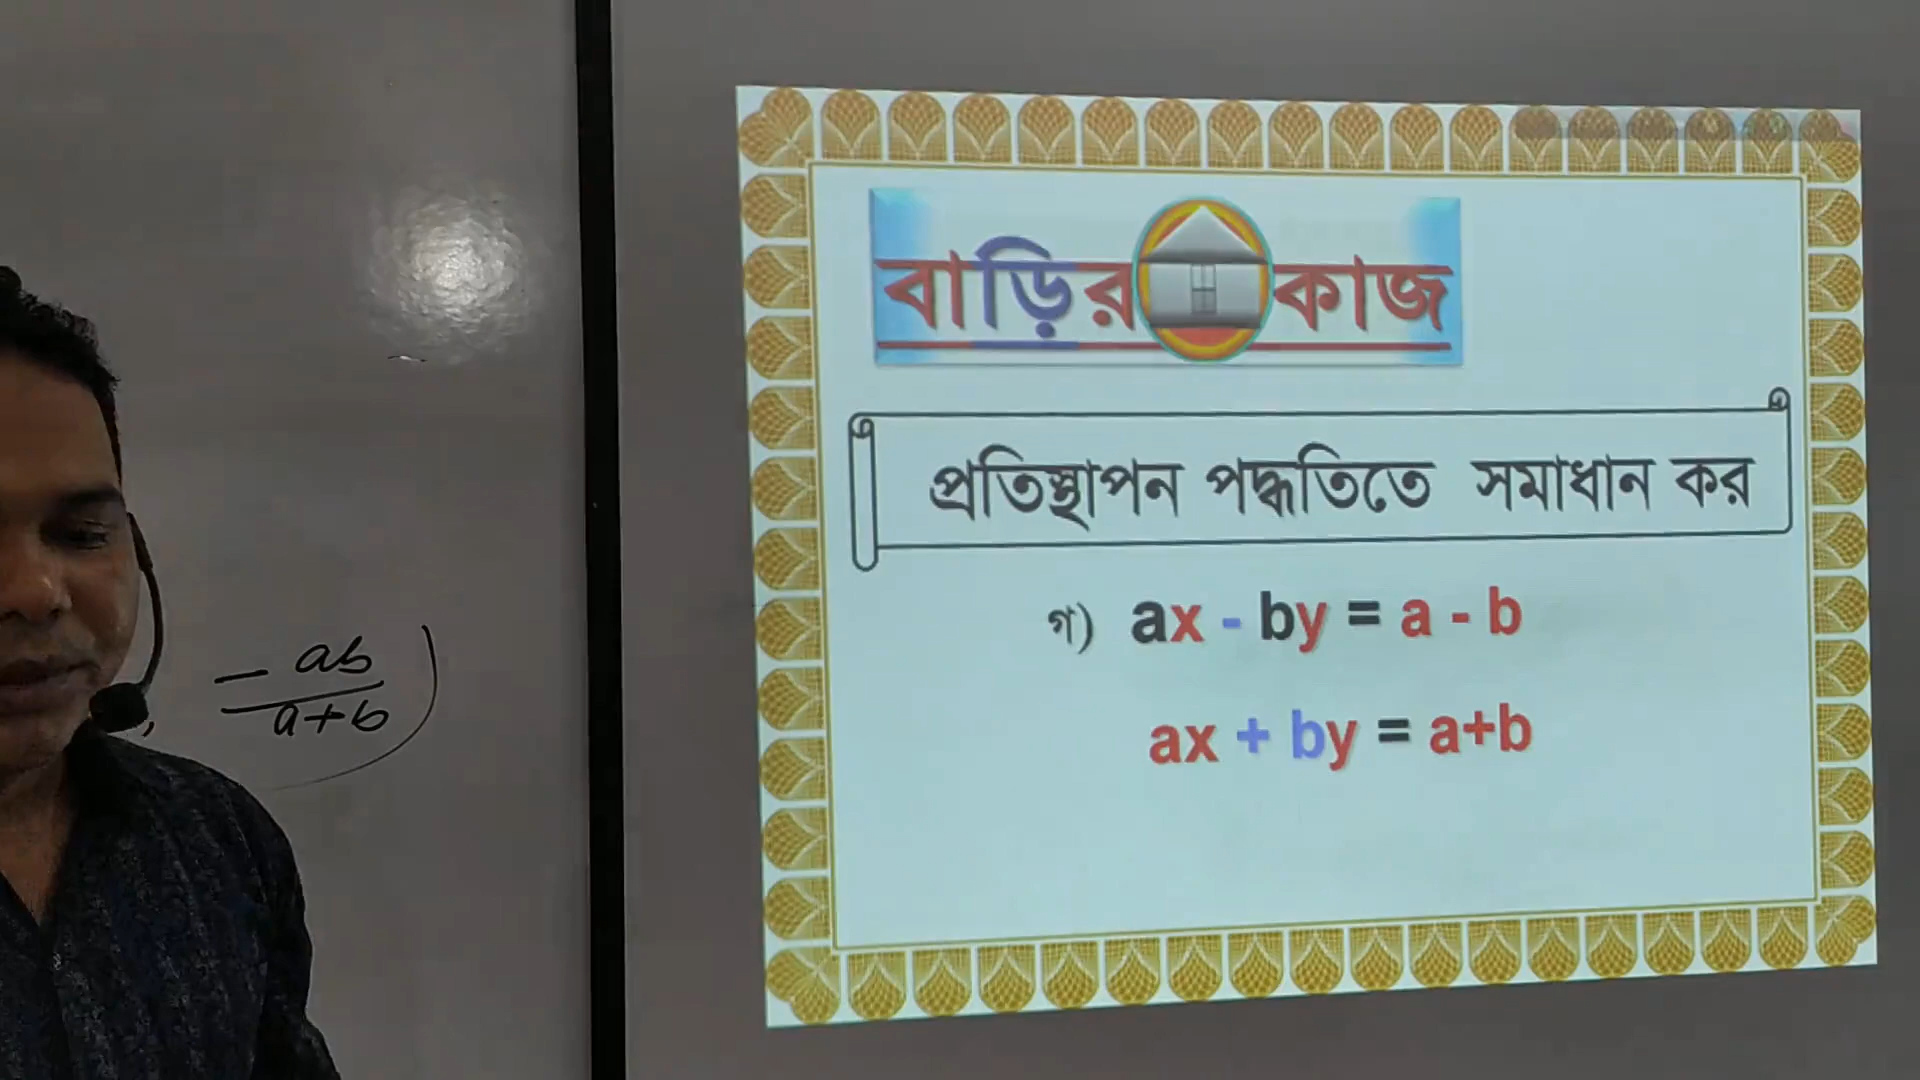 বাড়ির কাজ
প্রতিস্থাপন পদ্ধতিতে সমাধান কর
গ) ax - by = a - b
ax + by = a+b
, - ab
a+b )